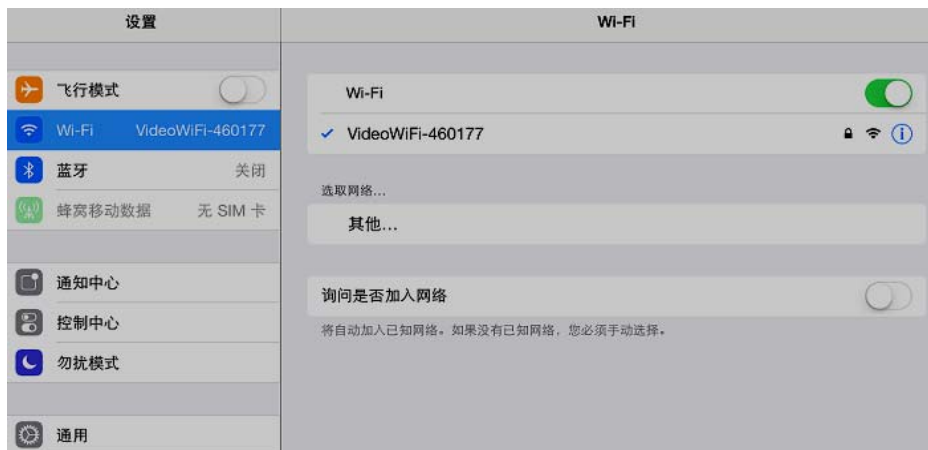 设置
飞行模式
Wi-Fi VideoWiFi-460177
蓝牙 关闭
蜂窝移动数据 无 SIM 卡
通知中心
控制中心
勿扰模式
通用
Wi-Fi
Wi-Fi
VideoWiFi-460177
选取网络...
其他...
询问是否加入网络
将自动加入已知网络。如果没有已知网络，您必须手动选择。